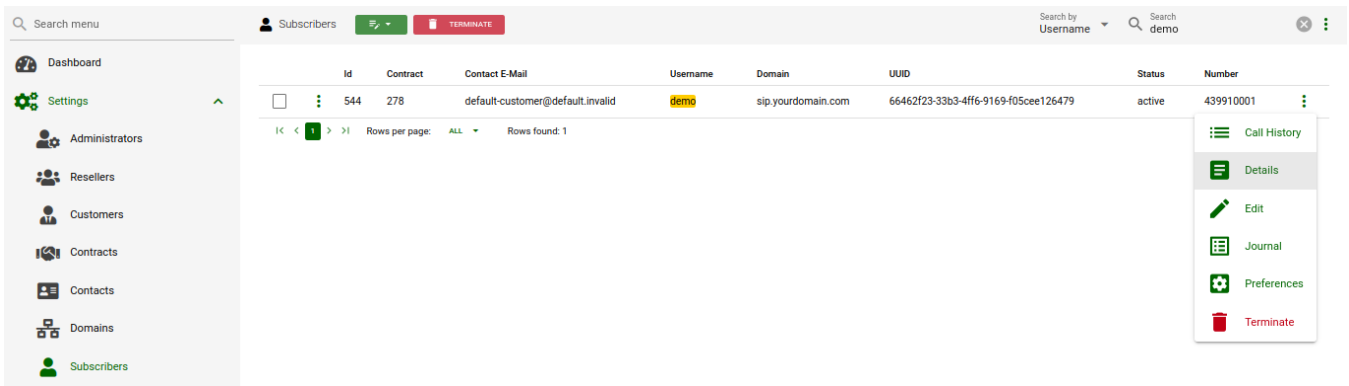 Search menu
Subscribers
TERMINATE
Search by
Username
Search
demo
Dashboard
Settings
Administrators
Resellers
Customers
Contracts
Contacts
Domains
Subscribers
Id Contract Contact E-Mail Username Domain UUID Status Number
544 278 default-customer@default.invalid demo sip.yourdomain.com 66462f23-33b3-4ff6-9169-f05cee126479 active 439910001
1 Rows per page: ALL Rows found: 1
Call History
Details
Edit
Journal
Preferences
Terminate